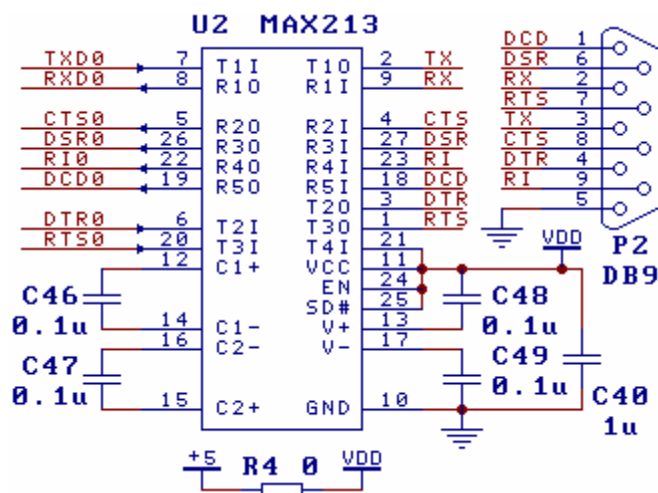 U2 MAX213
TXD0 7 T1I T1O 2 TX
RXD0 8 R1O R1I 9 RX
CTS0 5 R2O R2I 4 CTS
DSR0 26 R3O R3I 27 DSR
RI0 22 R4O R4I 23 RI
DCD0 19 R5O R5I 18 DCD
T2O 3 DTR
DTR0 6 T2I T3O 1 RTS
RTS0 20 T3I T4I 21
12 C1+ VCC 11
EN 24
SD# 25
C46
0.1u
14 C1- V+ 13
16 C2- V- 17
C47
0.1u
15 C2+ GND 10
C48
0.1u
C49
0.1u
VDD
C40
1u
DCD 1
DSR 6
RX 2
RTS 7
TX 3
CTS 8
DTR 4
RI 9
5
P2
DB9
+5 R4 0 VDD